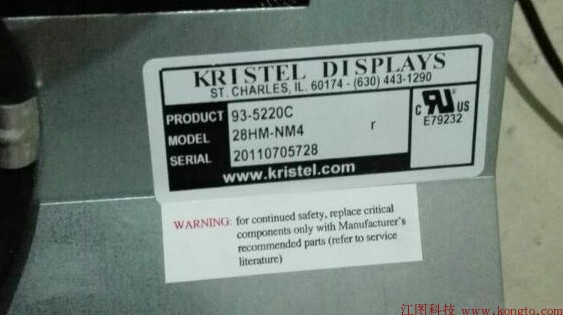 KRISTEL DISPLAYS
ST. CHARLES, IL. 60174 - (630) 443-1290
PRODUCT 93-5220C
MODEL 28HM-NM4 r
SERIAL 20110705728
C RU US
E79232
www.kristel.com
WARNING: for continued safety, replace critical
components only with Manufacturer's
recommended parts (refer to service
literature)
江图科技 www.kongto.com